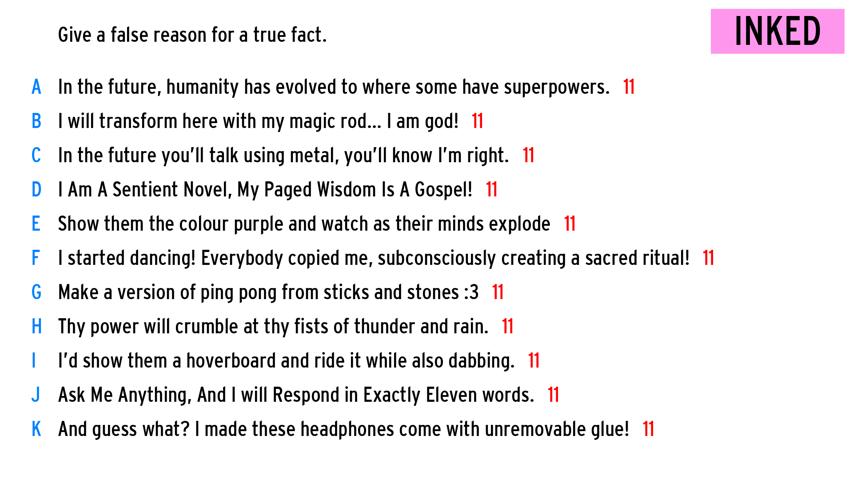 Give a false reason for a true fact.
INKED
A In the future, humanity has evolved to where some have superpowers. 11
B I will transform here with my magic rod... I am god! 11
C In the future you'll talk using metal, you'll know I'm right. 11
D I Am A Sentient Novel, My Paged Wisdom Is A Gospel! 11
E Show them the colour purple and watch as their minds explode 11
F I started dancing! Everybody copied me, subconsciously creating a sacred ritual! 11
G Make a version of ping pong from sticks and stones :3 11
H Thy power will crumble at thy fists of thunder and rain. 11
I I'd show them a hoverboard and ride it while also dabbing. 11
J Ask Me Anything, And I will Respond in Exactly Eleven words. 11
K And guess what? I made these headphones come with unremovable glue! 11